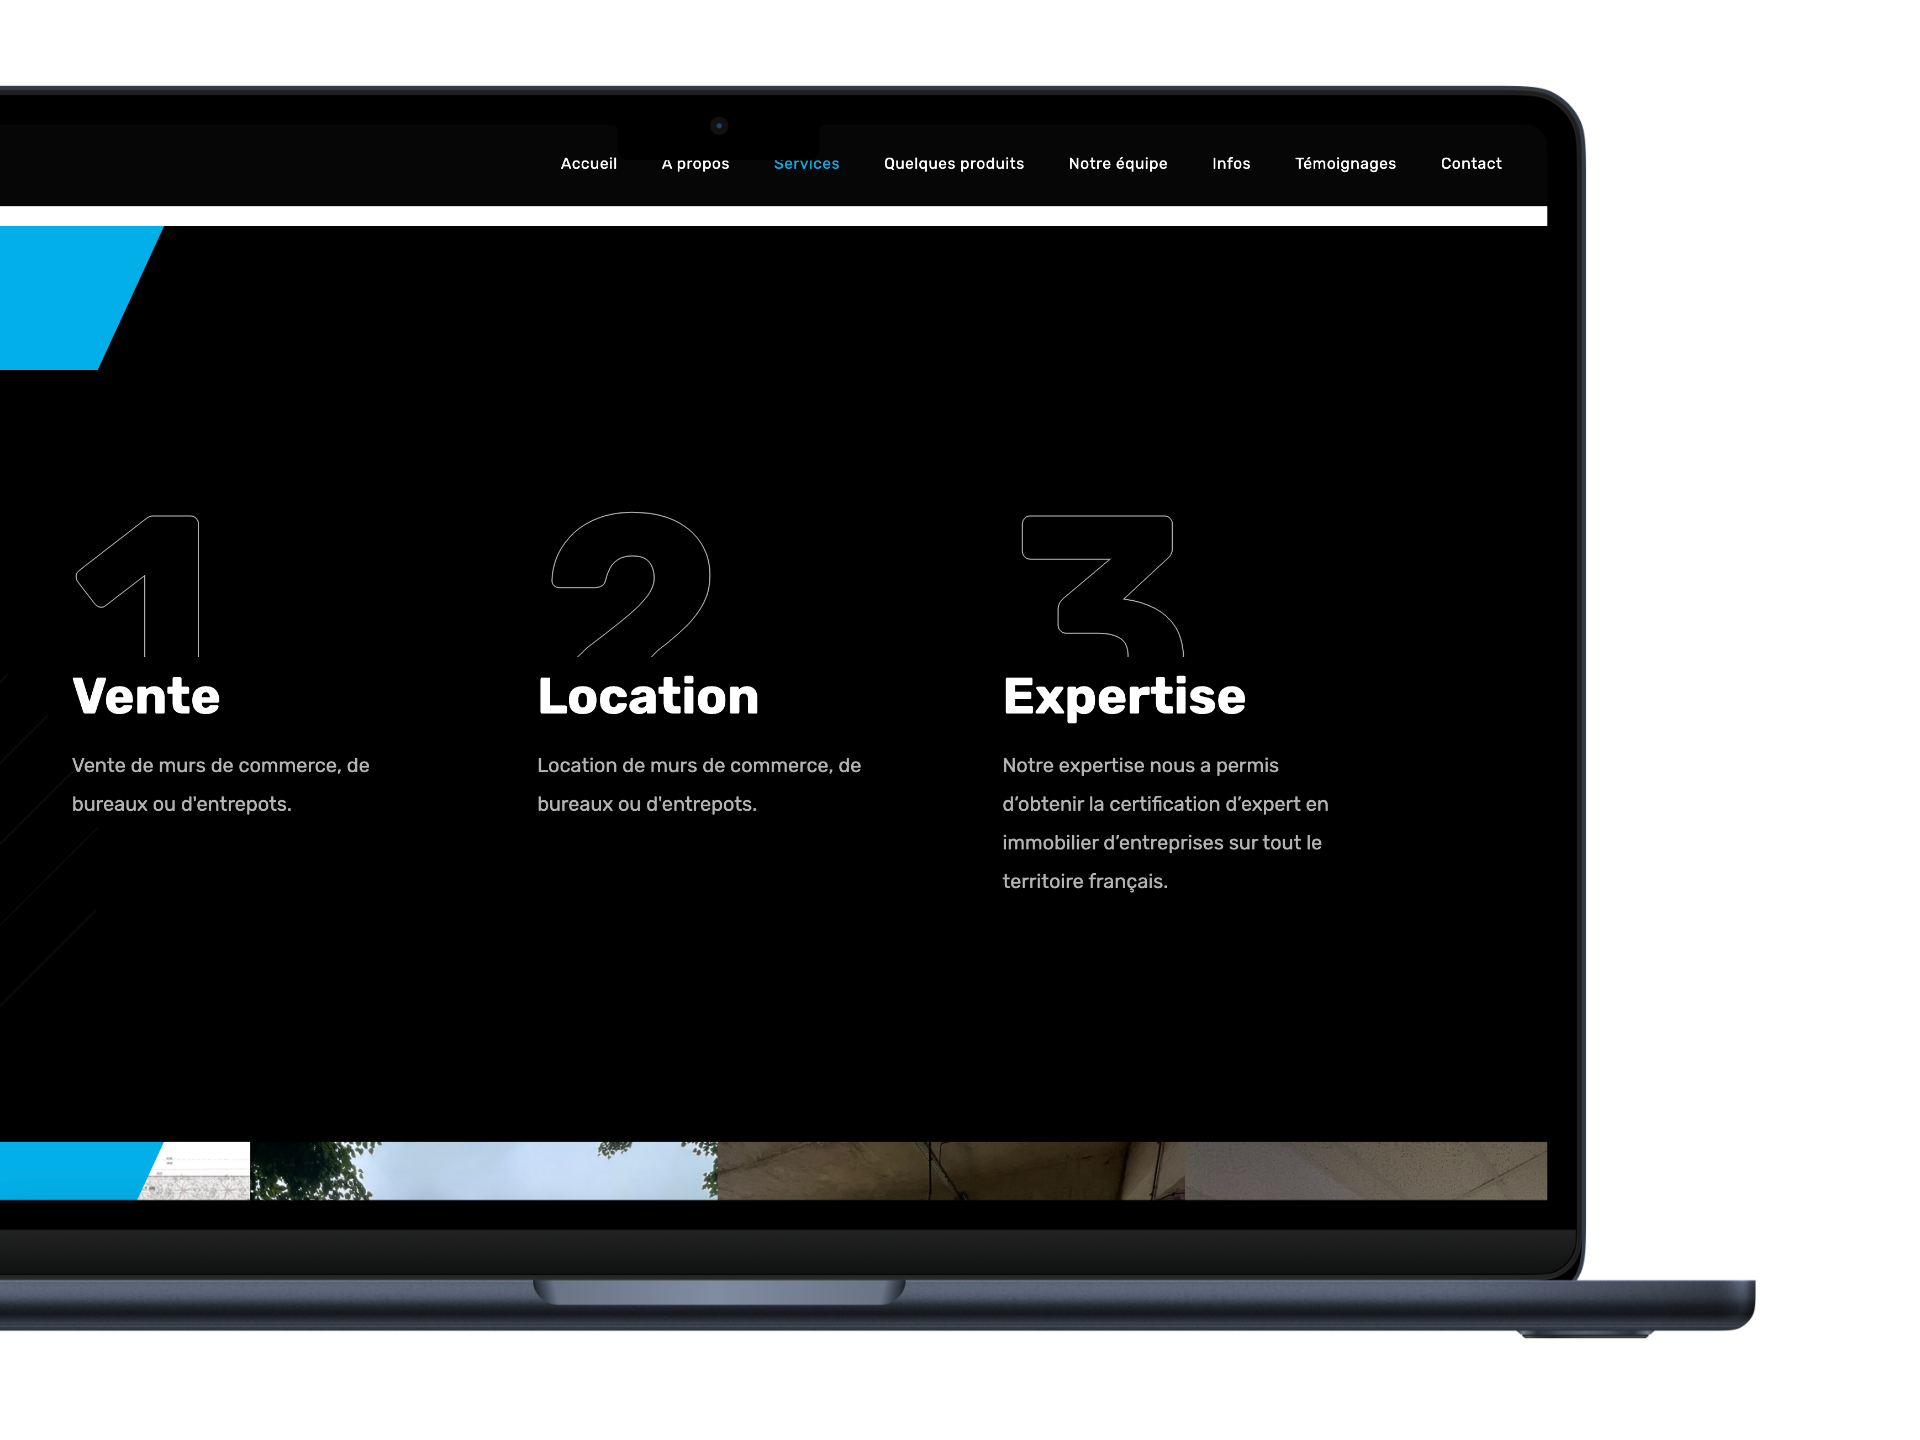 Accueil A propos Services Quelques produits Notre équipe Infos Témoignages Contact
1 2 3
Vente
Vente de murs de commerce, de
bureaux ou d'entrepots.
Location
Location de murs de commerce, de
bureaux ou d'entrepots.
Expertise
Notre expertise nous a permis
d’obtenir la certification d’expert en
immobilier d’entreprises sur tout le
territoire français.